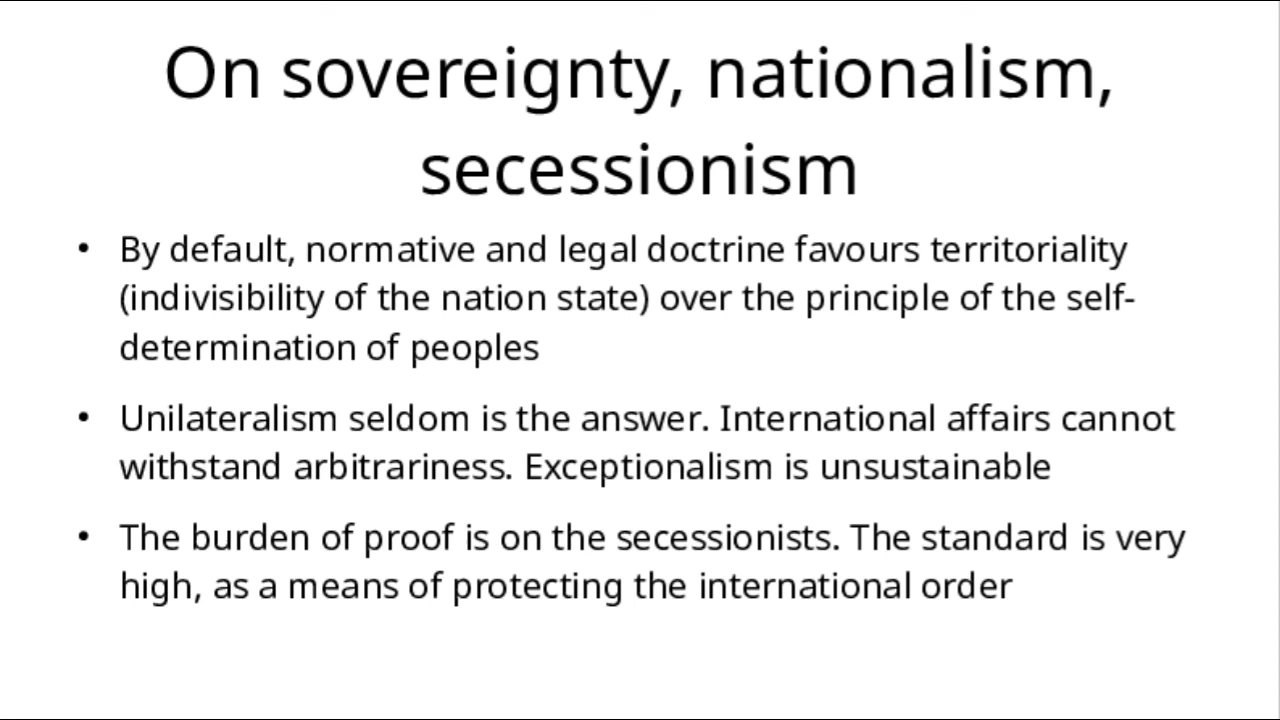 On sovereignty, nationalism,
secessionism
• By default, normative and legal doctrine favours territoriality
(indivisibility of the nation state) over the principle of the self-
determination of peoples
• Unilateralism seldom is the answer. International affairs cannot
withstand arbitrariness. Exceptionalism is unsustainable
• The burden of proof is on the secessionists. The standard is very
high, as a means of protecting the international order